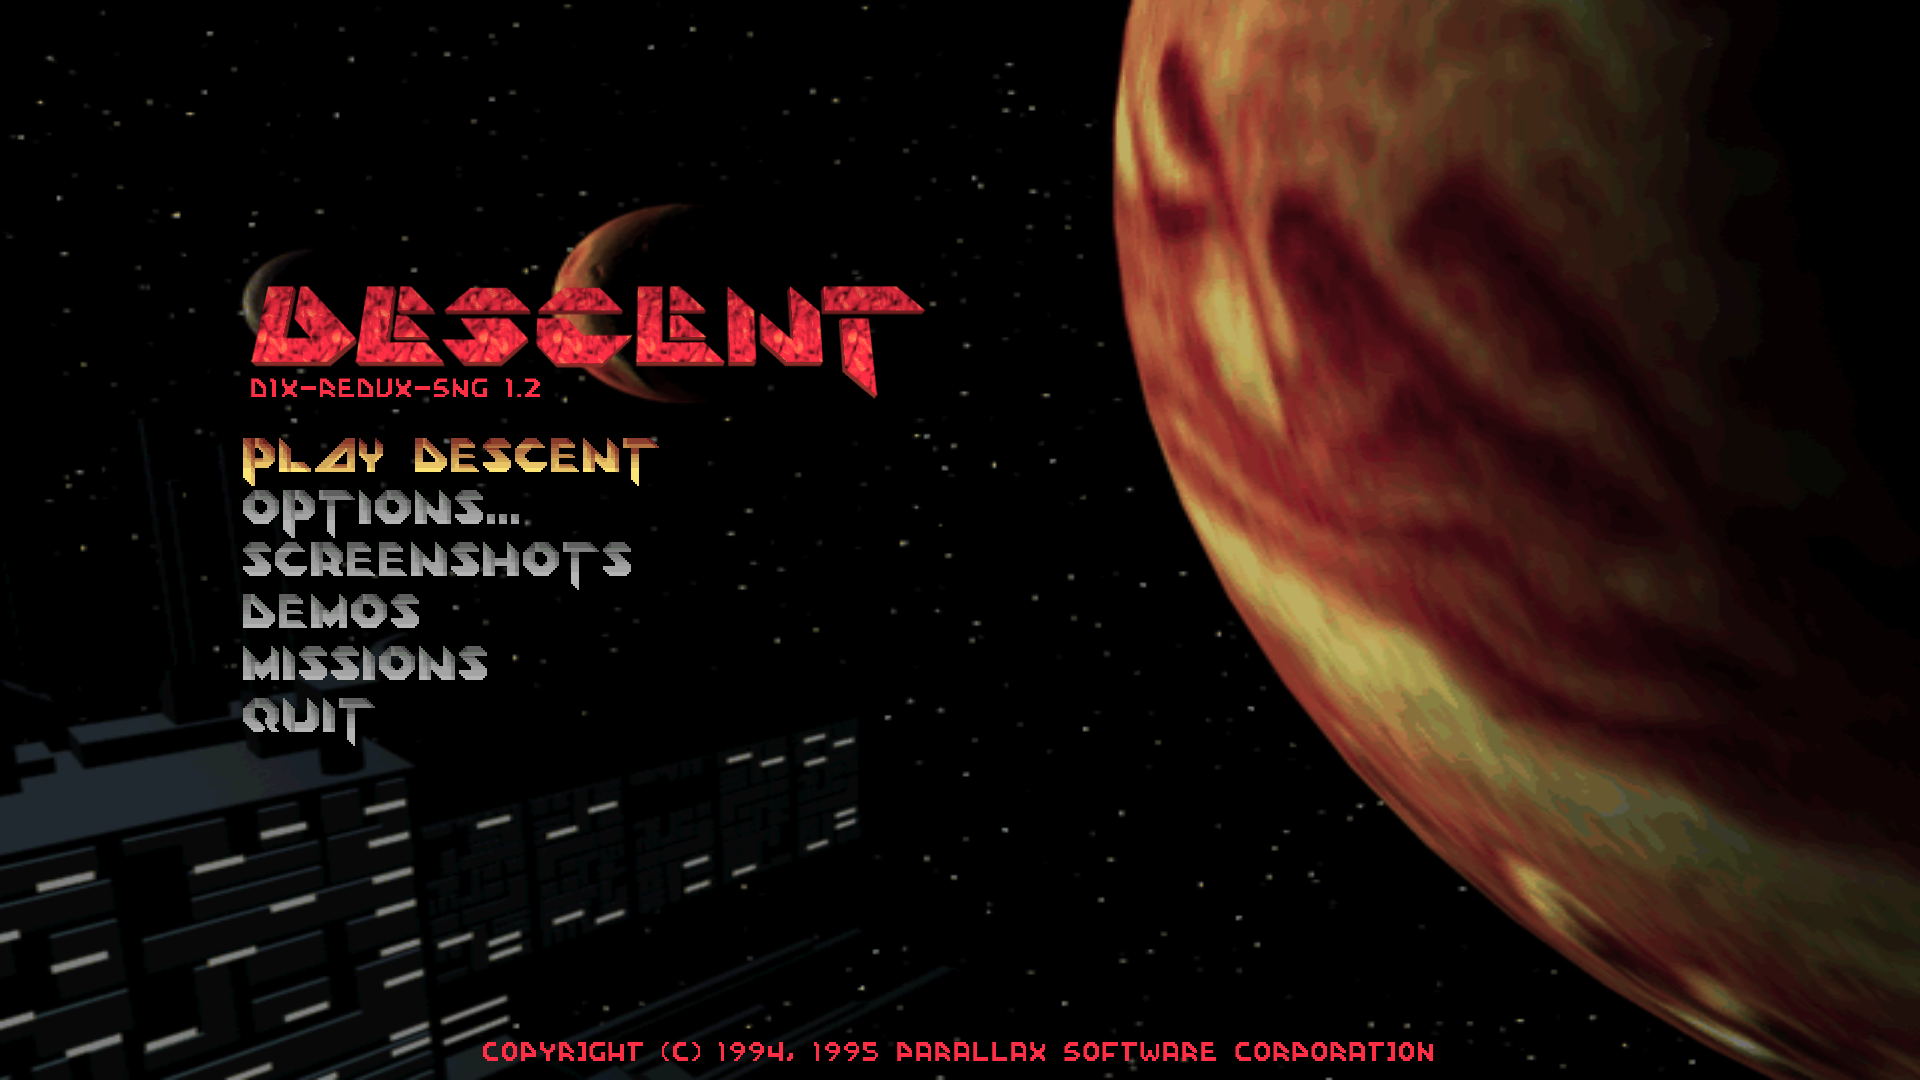 DESCENT
D1X-REDUX-SNG 1.2
PLAY DESCENT
OPTIONS...
SCREENSHOTS
DEMOS
MISSIONS
QUIT
COPYRIGHT (C) 1994, 1995 PARALLAX SOFTWARE CORPORATION